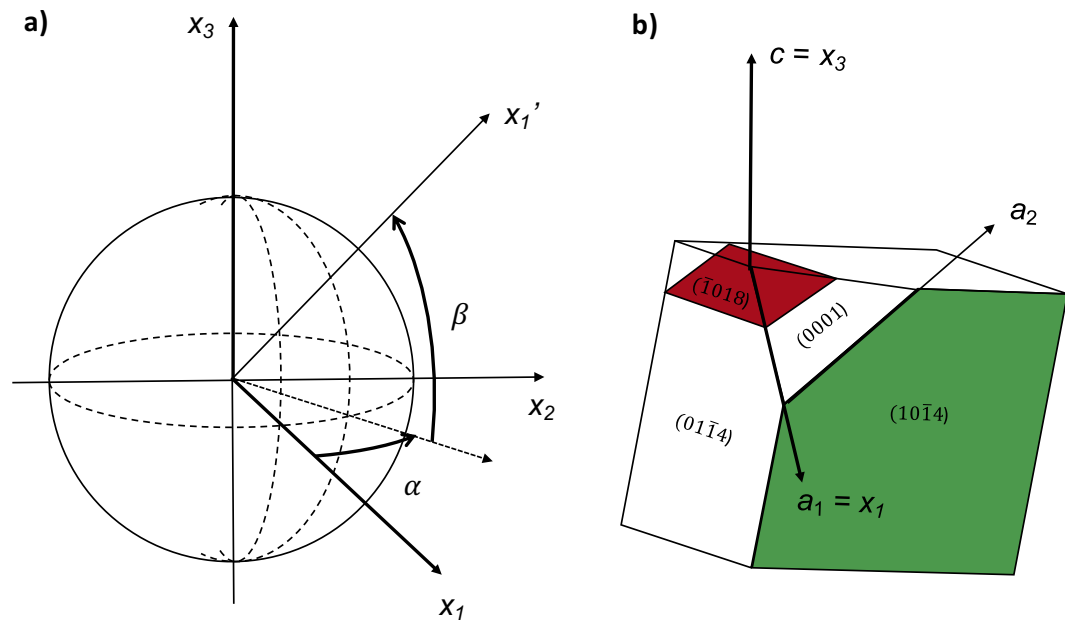 a)
x₃
x₁’
β
x₂
α
x₁
b)
c = x₃
a₂
(1̄018)
(0001)
(011̄4)
(101̄4)
a₁ = x₁